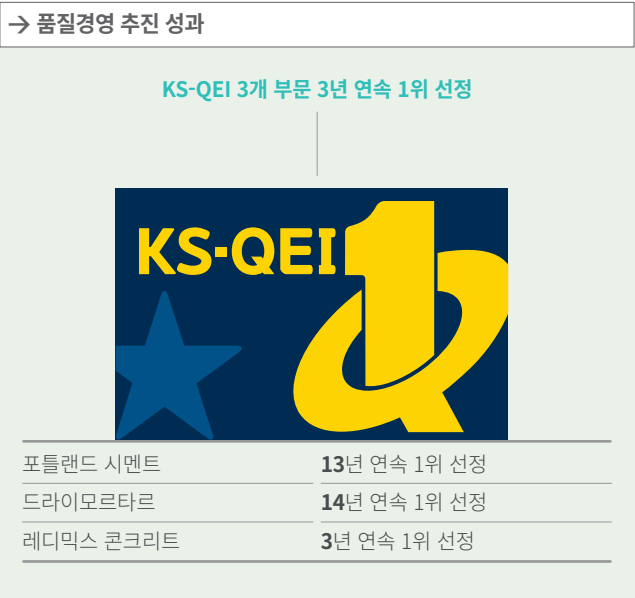 → 품질경영 추진 성과
KS-QEI 3개 부문 3년 연속 1위 선정
KS-QEI 1
포틀랜드 시멘트 13년 연속 1위 선정
드라이모르타르 14년 연속 1위 선정
레디믹스 콘크리트 3년 연속 1위 선정